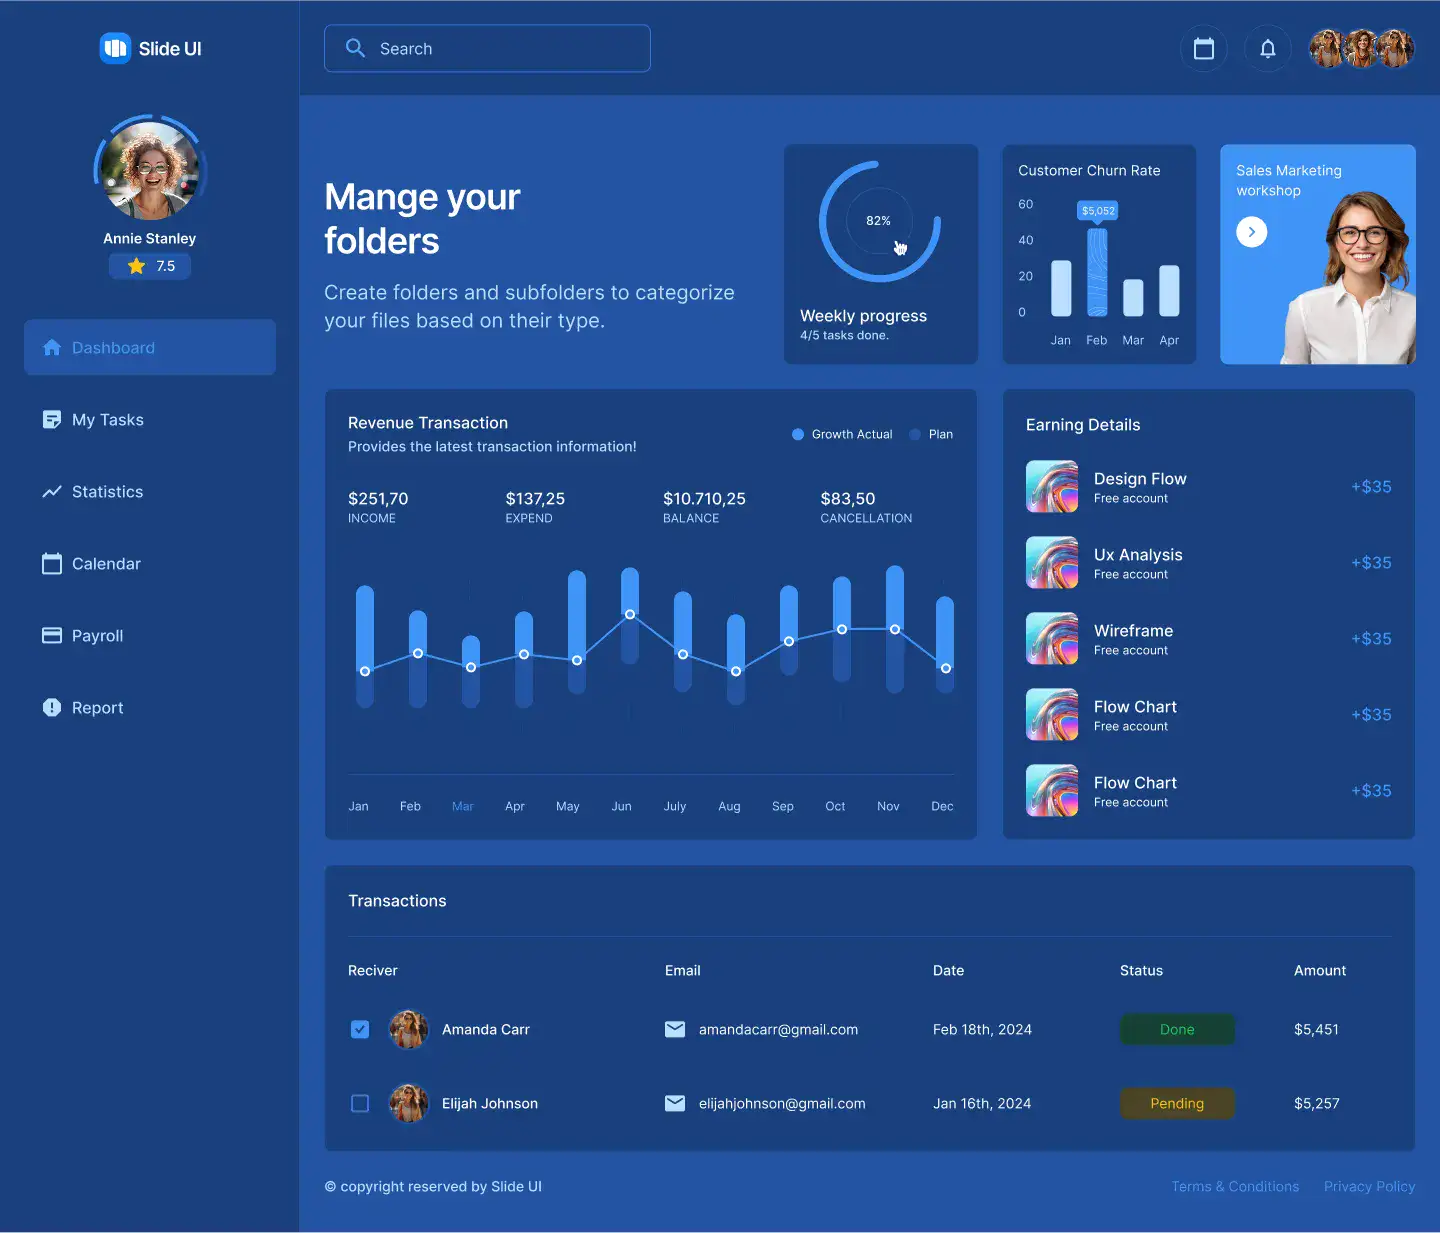 Slide UI
Search
Annie Stanley
7.5
Dashboard
My Tasks
Statistics
Calendar
Payroll
Report
Mange your
folders
Create folders and subfolders to categorize
your files based on their type.
82%
Weekly progress
4/5 tasks done.
Customer Churn Rate
60
40
20
0
$5,052
Jan Feb Mar Apr
Sales Marketing
workshop
Revenue Transaction
Provides the latest transaction information!
Growth Actual Plan
$251,70 $137,25 $10.710,25 $83,50
INCOME EXPEND BALANCE CANCELLATION
Jan Feb Mar Apr May Jun July Aug Sep Oct Nov Dec
Earning Details
Design Flow
Free account
+$35
Ux Analysis
Free account
+$35
Wireframe
Free account
+$35
Flow Chart
Free account
+$35
Flow Chart
Free account
+$35
Transactions
Reciver Email Date Status Amount
Amanda Carr amandacarr@gmail.com Feb 18th, 2024 Done $5,451
Elijah Johnson elijahjohnson@gmail.com Jan 16th, 2024 Pending $5,257
© copyright reserved by Slide UI
Terms & Conditions Privacy Policy